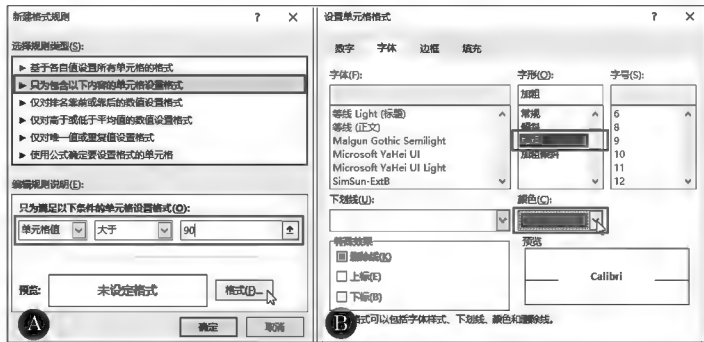 新建格式规则 ? ×
选择规则类型(S):
► 基于各自值设置所有单元格的格式
► 只为包含以下内容的单元格设置格式
► 仅对排名靠前或靠后的数值设置格式
► 仅对高于或低于平均值的数值设置格式
► 仅对唯一值或重复值设置格式
► 使用公式确定要设置格式的单元格
编辑规则说明(E):
只为满足以下条件的单元格设置格式(O):
单元格值 大于 90
预览: 未设定格式 格式(F)...
A 确定 取消
设置单元格格式 ? ×
数字 字体 边框 填充
字体(F): 字形(O): 字号(S):
加粗
等线 Light (标题) 常规 6
等线 (正文) 倾斜 8
Malgun Gothic Semilight 9
Microsoft YaHei UI 加粗倾斜 10
Microsoft YaHei UI Light 11
SimSun-ExtB 12
下划线(U): 颜色(C):
特殊效果 预览
删除线(K)
上标(E) Calibri
下标(B)
B 格式可以包括字体样式、下划线、颜色和删除线。